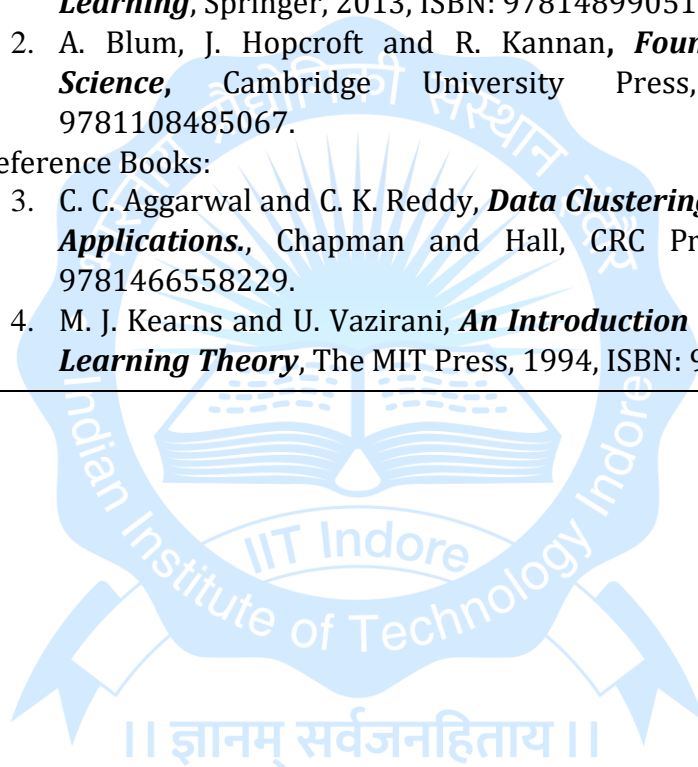 Learning, Springer, 2013, ISBN: 97814899051
2. A. Blum, J. Hopcroft and R. Kannan, Foun
Science, Cambridge University Press,
9781108485067.
eference Books:
3. C. C. Aggarwal and C. K. Reddy, Data Clustering
Applications., Chapman and Hall, CRC Pr
9781466558229.
4. M. J. Kearns and U. Vazirani, An Introduction
Learning Theory, The MIT Press, 1994, ISBN: 9
भारतीय प्रौद्योगिकी संस्थान इंदौर
Indian Institute of Technology Indore
IIT Indore
।। ज्ञानम् सर्वजनहिताय ।।